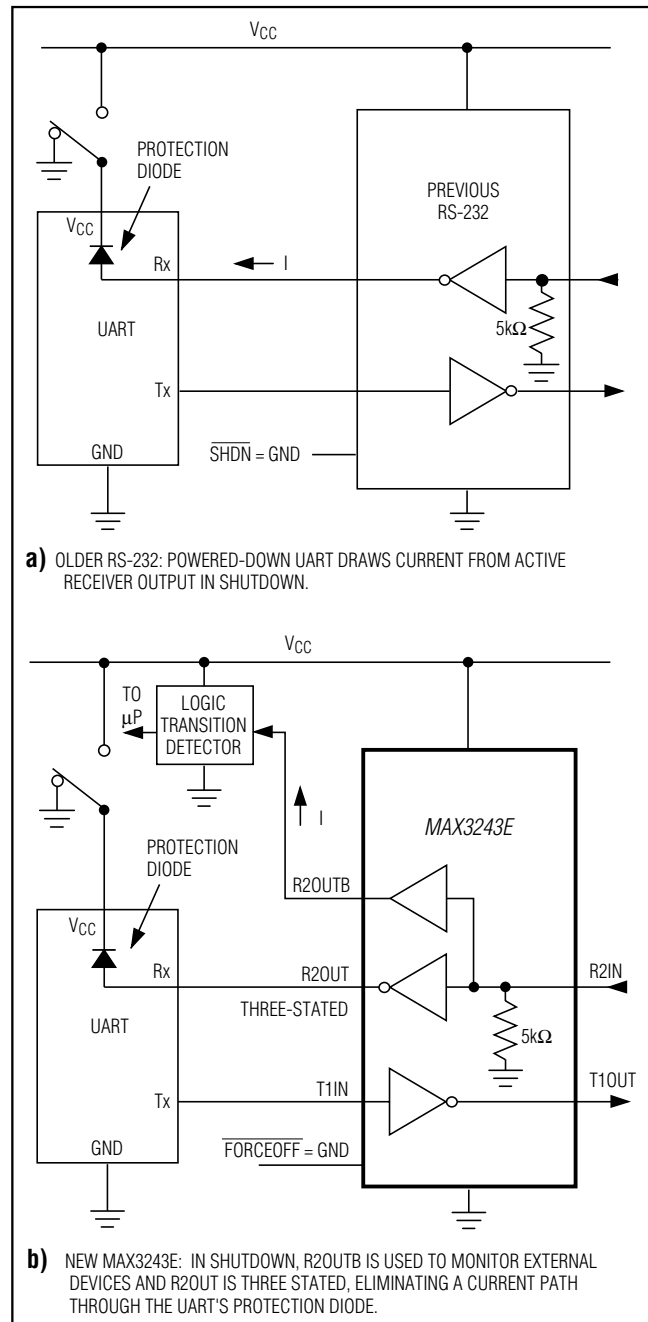 VCC
PROTECTION
DIODE
PREVIOUS
RS-232
VCC
Rx
I
5kΩ
UART
Tx
GND
SHDN = GND
a) OLDER RS-232: POWERED-DOWN UART DRAWS CURRENT FROM ACTIVE
RECEIVER OUTPUT IN SHUTDOWN.
VCC
TO
µP
LOGIC
TRANSITION
DETECTOR
I
MAX3243E
PROTECTION
DIODE
R2OUTB
VCC
Rx
R2OUT
R2IN
THREE-STATED
UART
5kΩ
Tx
T1IN
T1OUT
GND
FORCEOFF = GND
b) NEW MAX3243E: IN SHUTDOWN, R2OUTB IS USED TO MONITOR EXTERNAL
DEVICES AND R2OUT IS THREE STATED, ELIMINATING A CURRENT PATH
THROUGH THE UART'S PROTECTION DIODE.